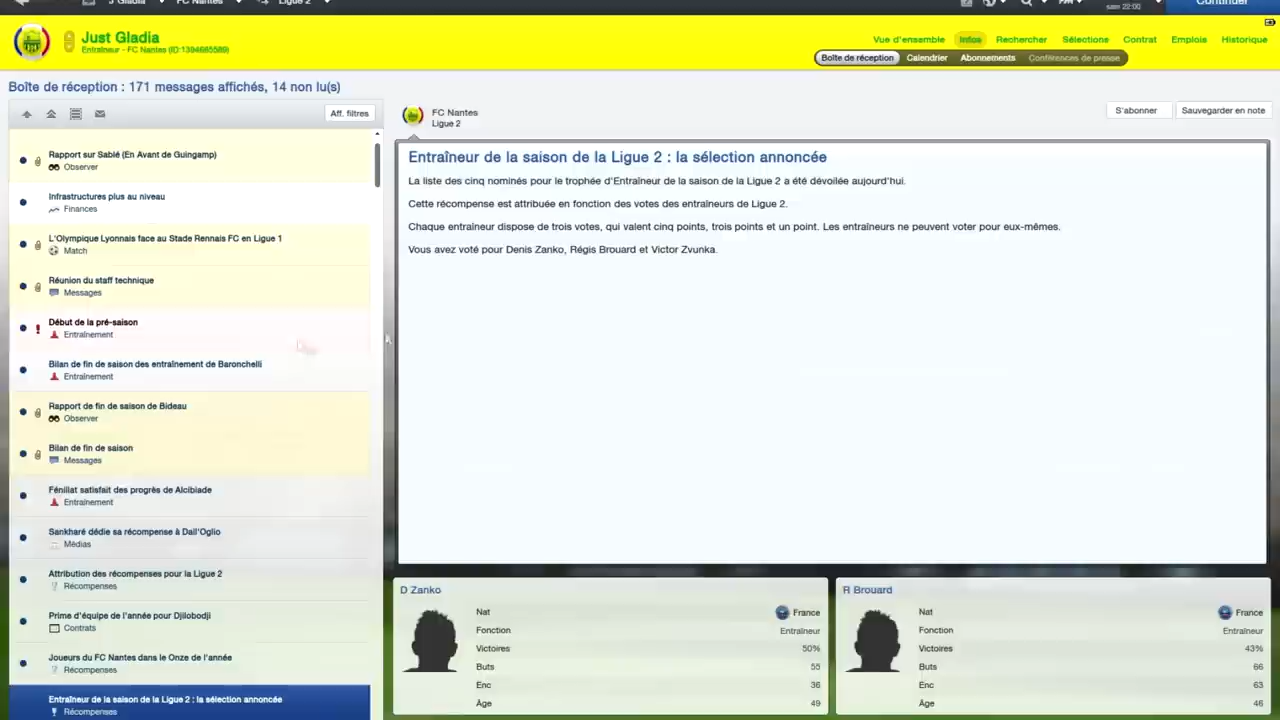 J Gladia FC Nantes Ligue 2 FM sam 22:00 Continuer
Just Gladia
Entraîneur - FC Nantes (ID:1394685589)
Vue d'ensemble Infos Rechercher Sélections Contrat Emplois Historique
Boîte de réception Calendrier Abonnements Conférences de presse
Boîte de réception : 171 messages affichés, 14 non lu(s)
Aff. filtres
FC Nantes
Ligue 2
S'abonner Sauvegarder en note
Rapport sur Sablé (En Avant de Guingamp)
Observer
Infrastructures plus au niveau
Finances
L'Olympique Lyonnais face au Stade Rennais FC en Ligue 1
Match
Réunion du staff technique
Messages
Début de la pré-saison
Entraînement
Bilan de fin de saison des entraînement de Baronchelli
Entraînement
Rapport de fin de saison de Bideau
Observer
Bilan de fin de saison
Messages
Fénillat satisfait des progrès de Alcibiade
Entraînement
Sankharé dédie sa récompense à Dall'Oglio
Médias
Attribution des récompenses pour la Ligue 2
Récompenses
Prime d'équipe de l'année pour Djilobodji
Contrats
Joueurs du FC Nantes dans le Onze de l'année
Récompenses
Entraîneur de la saison de la Ligue 2 : la sélection annoncée
Récompenses
Entraîneur de la saison de la Ligue 2 : la sélection annoncée
La liste des cinq nominés pour le trophée d'Entraîneur de la saison de la Ligue 2 a été dévoilée aujourd'hui.
Cette récompense est attribuée en fonction des votes des entraîneurs de Ligue 2.
Chaque entraîneur dispose de trois votes, qui valent cinq points, trois points et un point. Les entraîneurs ne peuvent voter pour eux-mêmes.
Vous avez voté pour Denis Zanko, Régis Brouard et Victor Zvunka.
D Zanko
Nat France
Fonction Entraîneur
Victoires 50%
Buts 55
Enc 36
Âge 49
R Brouard
Nat France
Fonction Entraîneur
Victoires 43%
Buts 66
Enc 63
Âge 46